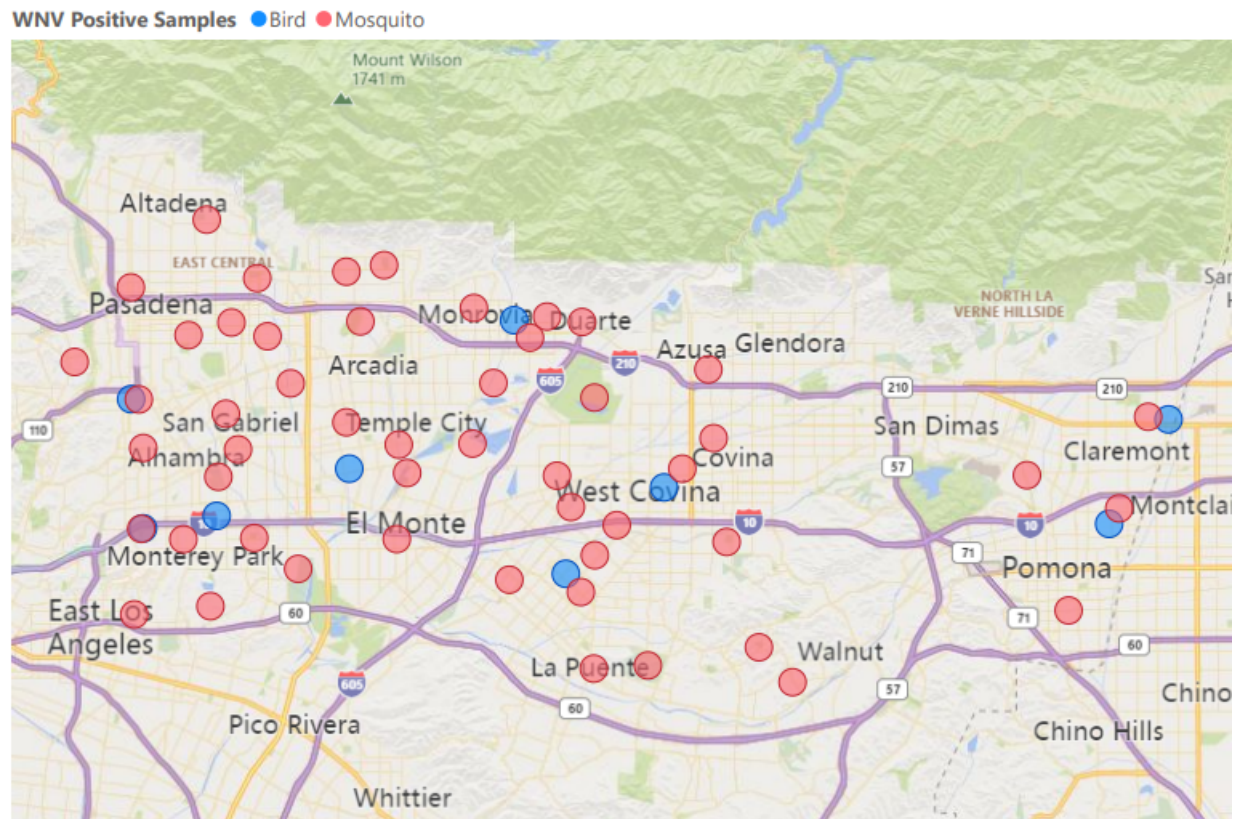 WNV Positive Samples Bird Mosquito
Mount Wilson
1741 m
Altadena
EAST CENTRAL
Pasadena
Monrovia
Duarte
NORTH LA
VERNE HILLSIDE
Azusa
Glendora
Arcadia
210
605
210
210
110
San Gabriel
Temple City
San Dimas
Claremont
Alhambra
Covina
57
West Covina
El Monte
10
10
Monterey Park
71
Pomona
East Los
Angeles
60
71
60
La Puente
Walnut
605
57
60
Chino
Pico Rivera
Chino Hills
Whittier